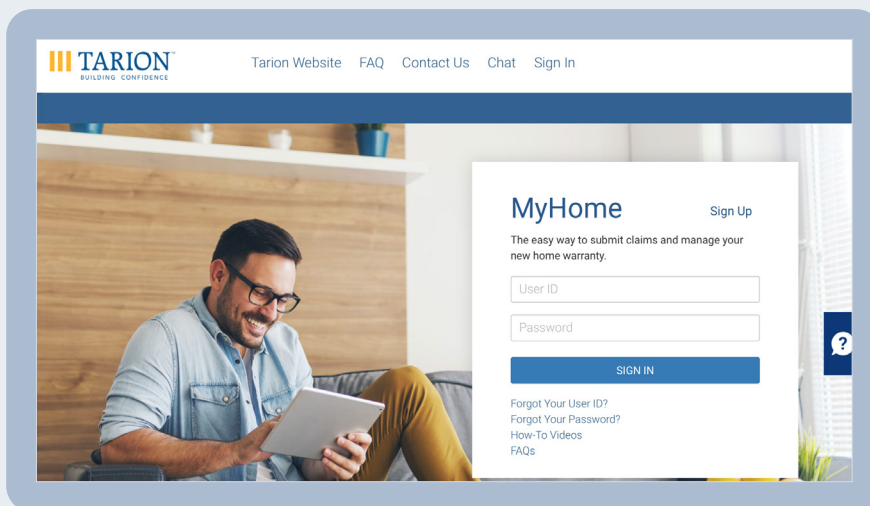 TARION™
BUILDING CONFIDENCE
Tarion Website FAQ Contact Us Chat Sign In
MyHome
Sign Up
The easy way to submit claims and manage your
new home warranty.
User ID
Password
SIGN IN
Forgot Your User ID?
Forgot Your Password?
How-To Videos
FAQs
?